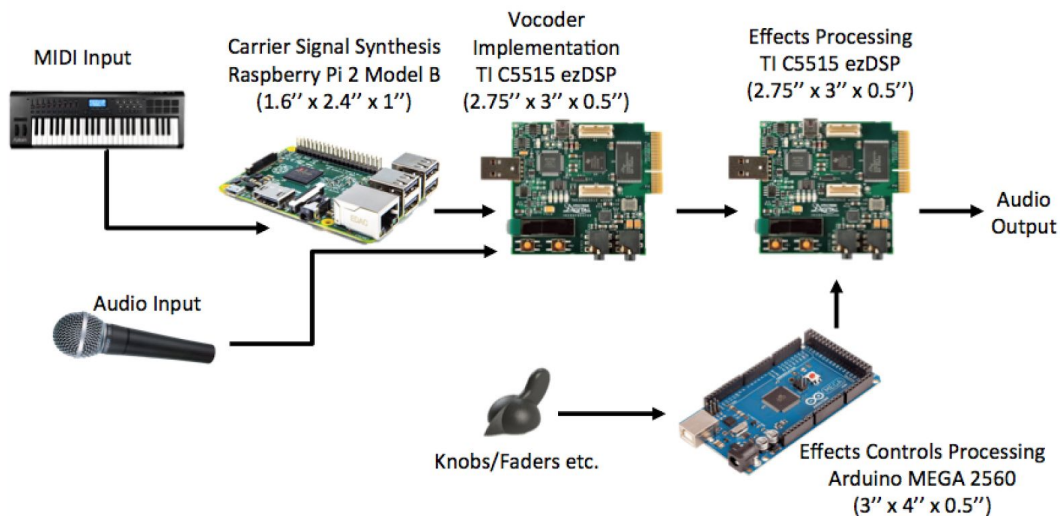 MIDI Input
Carrier Signal Synthesis
Raspberry Pi 2 Model B
(1.6’’ x 2.4’’ x 1’’)
Vocoder
Implementation
TI C5515 ezDSP
(2.75’’ x 3’’ x 0.5’’)
Effects Processing
TI C5515 ezDSP
(2.75’’ x 3’’ x 0.5’’)
Audio
Output
Audio Input
Knobs/Faders etc.
MEGA
Effects Controls Processing
Arduino MEGA 2560
(3’’ x 4’’ x 0.5’’)